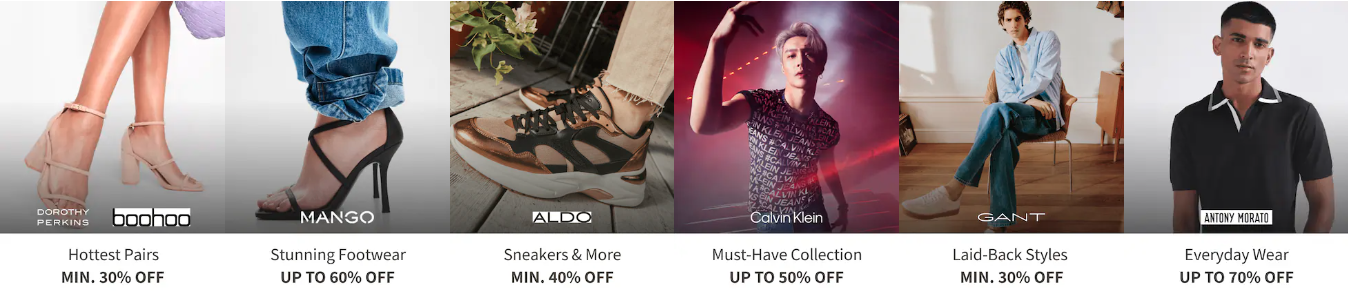 DOROTHY
PERKINS
boohoo
Hottest Pairs
MIN. 30% OFF
MANGO
Stunning Footwear
UP TO 60% OFF
ALDO
Sneakers & More
MIN. 40% OFF
Calvin Klein
Must-Have Collection
UP TO 50% OFF
GANT
Laid-Back Styles
MIN. 30% OFF
ANTONY MORATO
Everyday Wear
UP TO 70% OFF